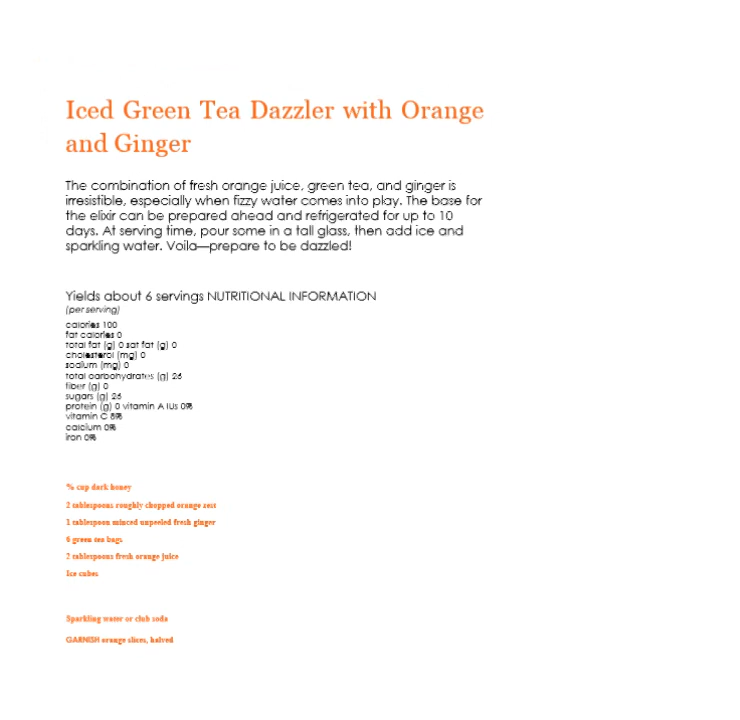 Iced Green Tea Dazzler with Orange
and Ginger
The combination of fresh orange juice, green tea, and ginger is
irresistible, especially when fizzy water comes into play. The base for
the elixir can be prepared ahead and refrigerated for up to 10
days. At serving time, pour some in a tall glass, then add ice and
sparkling water. Voila—prepare to be dazzled!
Yields about 6 servings NUTRITIONAL INFORMATION
(per serving)
calories 100
fat calories 0
total fat (g) 0 sat fat (g) 0
cholesterol (mg) 0
sodium (mg) 0
total carbohydrates (g) 26
fiber (g) 0
sugars (g) 26
protein (g) 0 vitamin A IUs 0%
vitamin C 8%
calcium 0%
iron 0%
% cup dark honey
2 tablespoons roughly chopped orange zest
1 tablespoon minced unpeeled fresh ginger
6 green tea bags
2 tablespoons fresh orange juice
Ice cubes
Sparkling water or club soda
GARNISH orange slices, halved